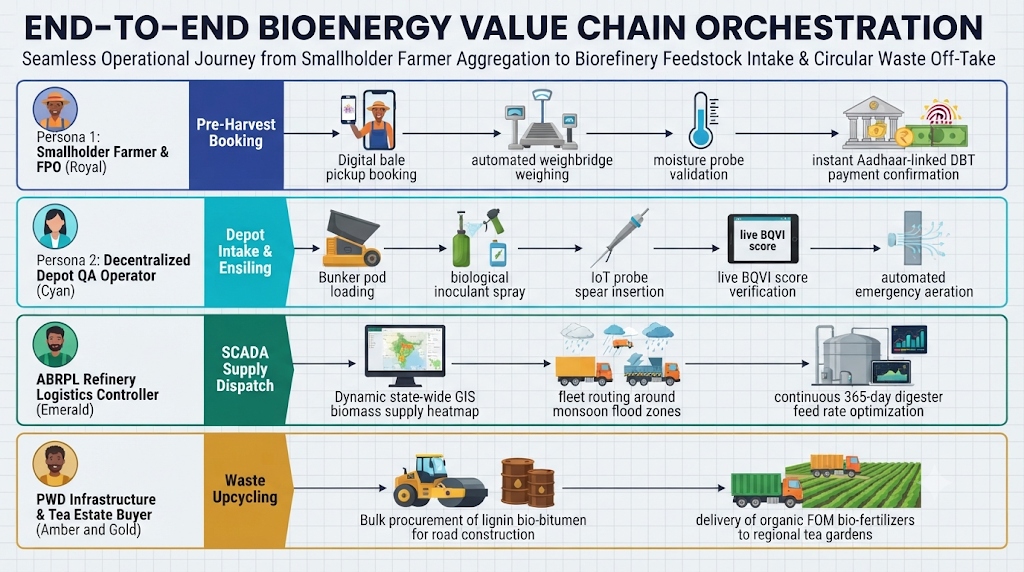 END-TO-END BIOENERGY VALUE CHAIN ORCHESTRATION
Seamless Operational Journey from Smallholder Farmer Aggregation to Biorefinery Feedstock Intake & Circular Waste Off-Take
Persona 1:
Smallholder Farmer &
FPO (Royal)
Pre-Harvest
Booking
Digital bale
pickup booking
automated weighbridge
weighing
moisture probe
validation
instant Aadhaar-linked DBT
payment confirmation
Persona 2: Decentralized
Depot QA Operator
(Cyan)
Depot
Intake &
Ensiling
Bunker pod
loading
biological
inoculant spray
IoT probe
spear insertion
live BQVI
score
live BQVI score
verification
automated
emergency aeration
ABRPL Refinery
Logistics Controller
(Emerald)
SCADA
Supply
Dispatch
Dynamic state-wide GIS
biomass supply heatmap
fleet routing around
monsoon flood zones
continuous 365-day digester
feed rate optimization
PWD Infrastructure
& Tea Estate Buyer
(Amber and Gold)
Waste
Upcycling
Bulk procurement of lignin bio-bitumen
for road construction
delivery of organic FOM bio-fertilizers
to regional tea gardens